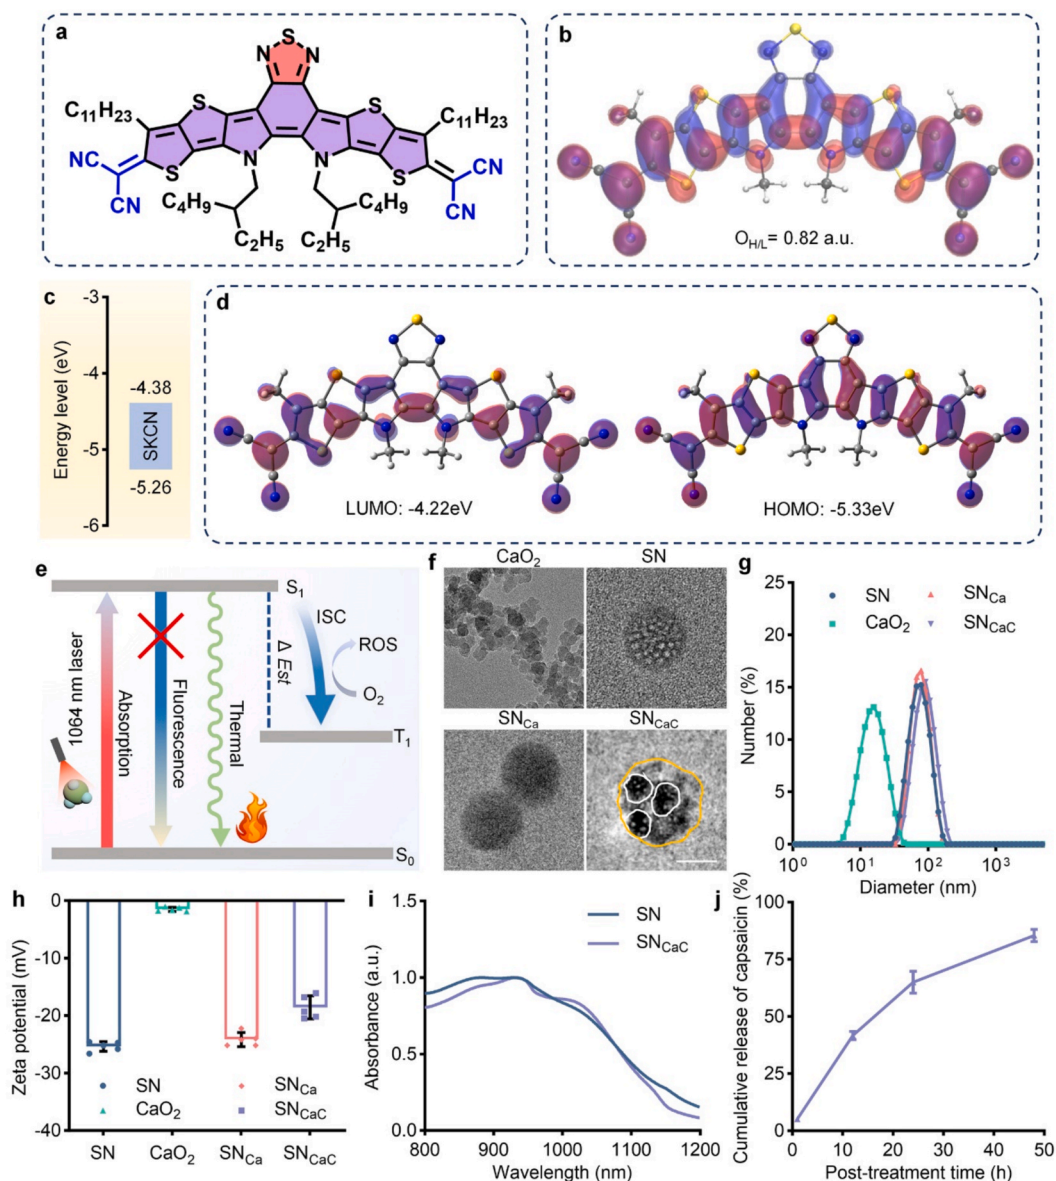 a
S
N N
C11H23 S S C11H23
NC CN
CN S N N S CN
C4H9 C4H9
C2H5 C2H5
b
OH/L= 0.82 a.u.
c
Energy level (eV)
-3
-4
-5
-6
-4.38
SKCN
-5.26
d
LUMO: -4.22eV
HOMO: -5.33eV
e
S1
1064 nm laser
Absorption
Fluorescence
Thermal
Δ Est
ISC
ROS
O2
T1
S0
f
CaO2 SN
SNCa SNCaC
g
SN SNCa
CaO2 SNCaC
Number (%)
25
20
15
10
5
0
10^0 10^1 10^2 10^3
Diameter (nm)
h
Zeta potential (mV)
0
-10
-20
-30
-40
SN SNCa
CaO2 SNCaC
SN CaO2 SNCa SNCaC
i
SN
SNCaC
Absorbance (a.u.)
1.5
1.0
0.5
0.0
800 900 1000 1100 1200
Wavelength (nm)
j
Cumulative release of capsaicin (%)
100
75
50
25
0
0 10 20 30 40 50
Post-treatment time (h)